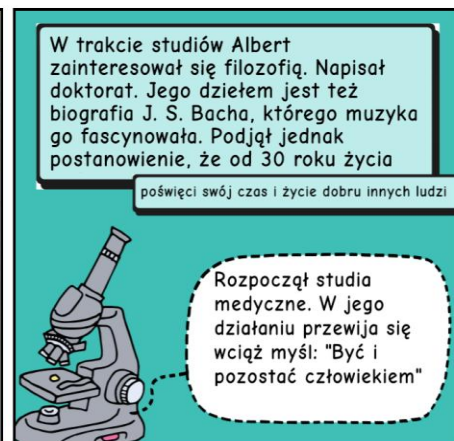 W trakcie studiów Albert
zainteresował się filozofią. Napisał
doktorat. Jego dziełem jest też
biografia J. S. Bacha, którego muzyka
go fascynowała. Podjął jednak
postanowienie, że od 30 roku życia
poświęci swój czas i życie dobru innych ludzi
Rozpoczął studia
medyczne. W jego
działaniu przewija się
wciąż myśl: "Być i
pozostać człowiekiem"